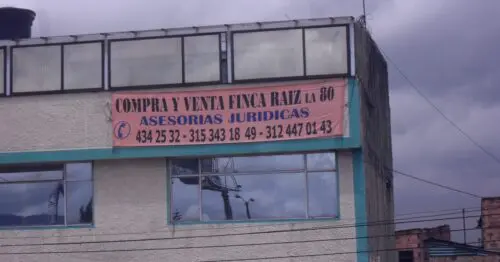 COMPRA Y VENTA FINCA RAIZ LA 80
ASESORIAS JURIDICAS
434 25 32 - 315 343 18 49 - 312 447 01 43